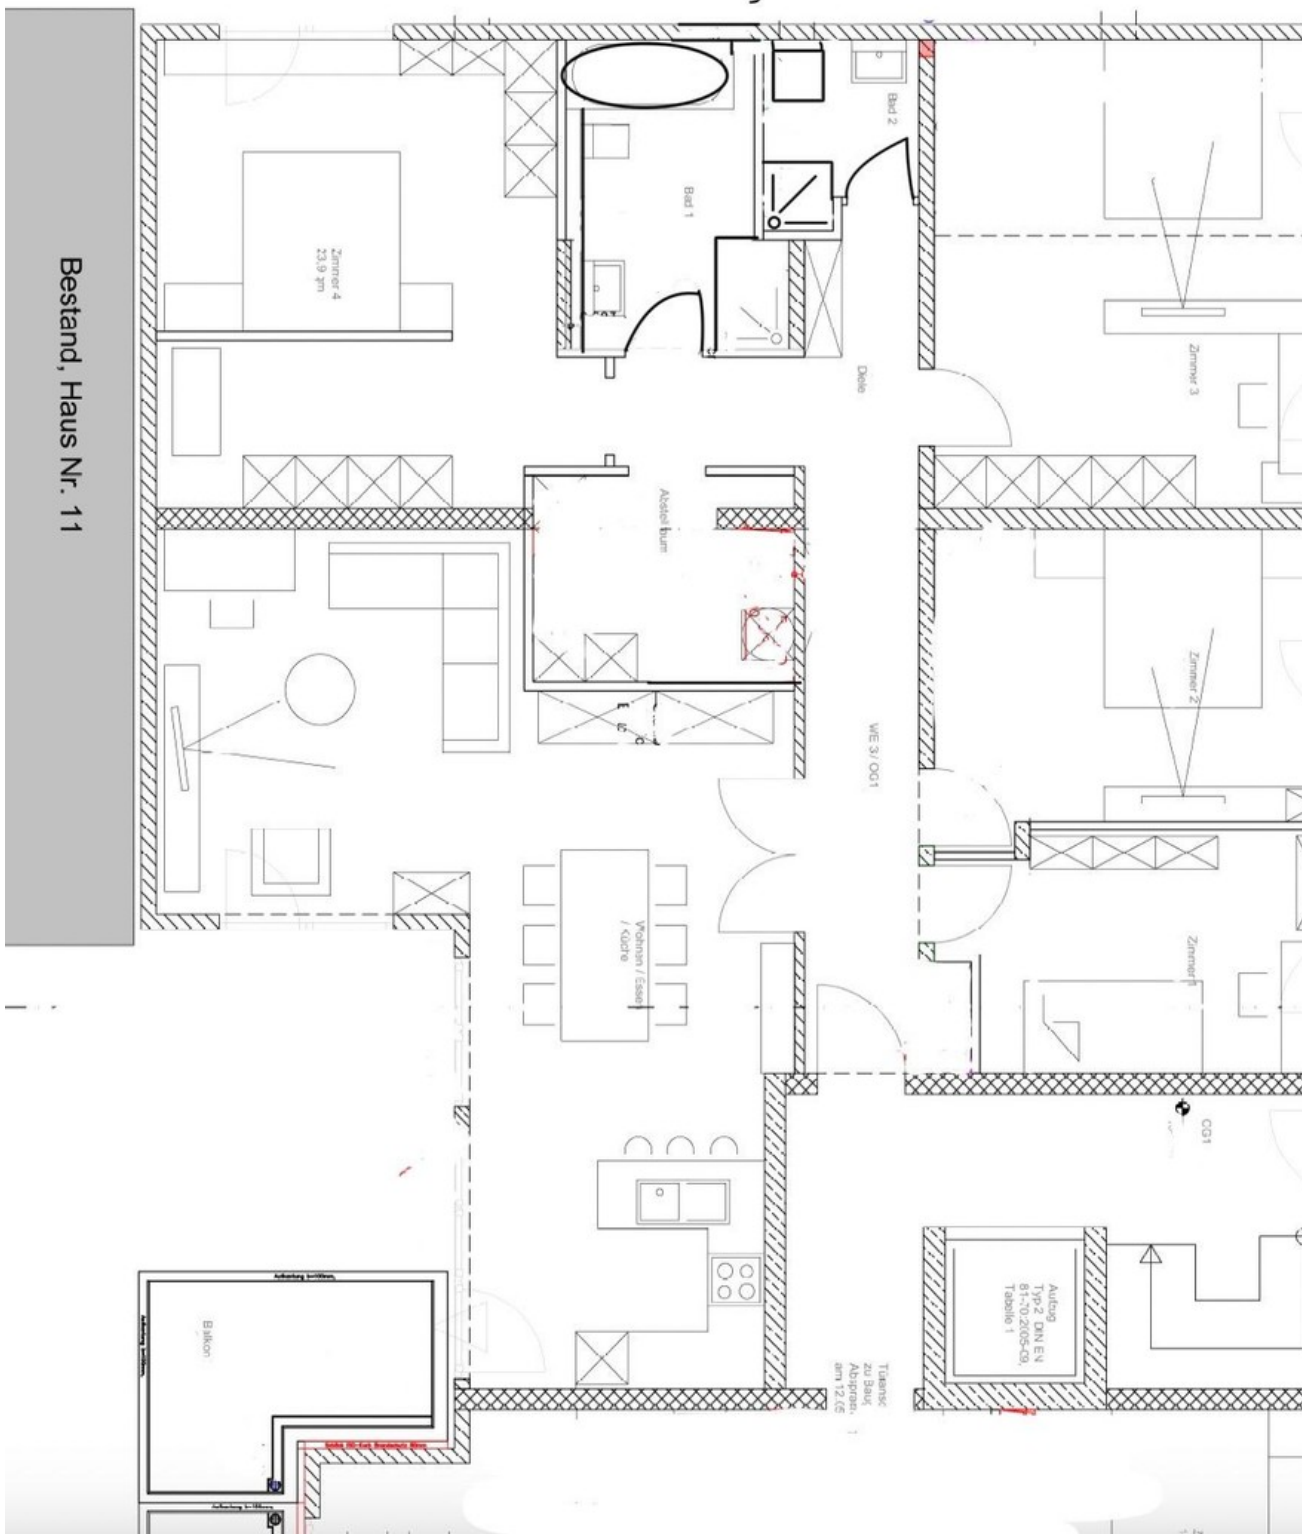 Bad 2
Bad 1
Zimmer 4
23,9 qm
Bestand, Haus Nr. 11
Zimmer 3
Diele
Zimmer 2
WE 3 / OG1
Wohnen / Essen
/ Küche
Zimmer 1
OG1
Aufzug
Typ 2 DIN EN
81-70:2005-09,
Tabelle 1
Balkon
Aufkantung h=100mm,